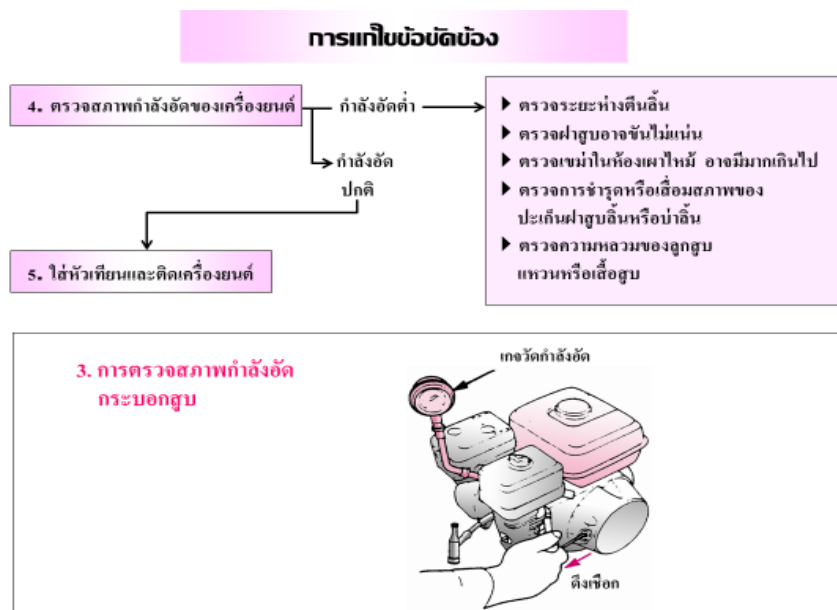 การแก้ไขข้อขัดข้อง
4. ตรวจสภาพกำลังอัดของเครื่องยนต์
กำลังอัดต่ำ
กำลังอัด
ปกติ
▶ ตรวจระยะห่างตีนลิ้น
▶ ตรวจฝาสูบอาจขันไม่แน่น
▶ ตรวจเขม่าในห้องเผาไหม้ อาจมีมากเกินไป
▶ ตรวจการชำรุดหรือเสื่อมสภาพของ
ปะเก็นฝาสูบลิ้นหรือบ่าลิ้น
▶ ตรวจความหลวมของลูกสูบ
แหวนหรือเสื้อสูบ
5. ใส่หัวเทียนและติดเครื่องยนต์
3. การตรวจสภาพกำลังอัด
กระบอกสูบ
เกจวัดกำลังอัด
ดึงเชือก